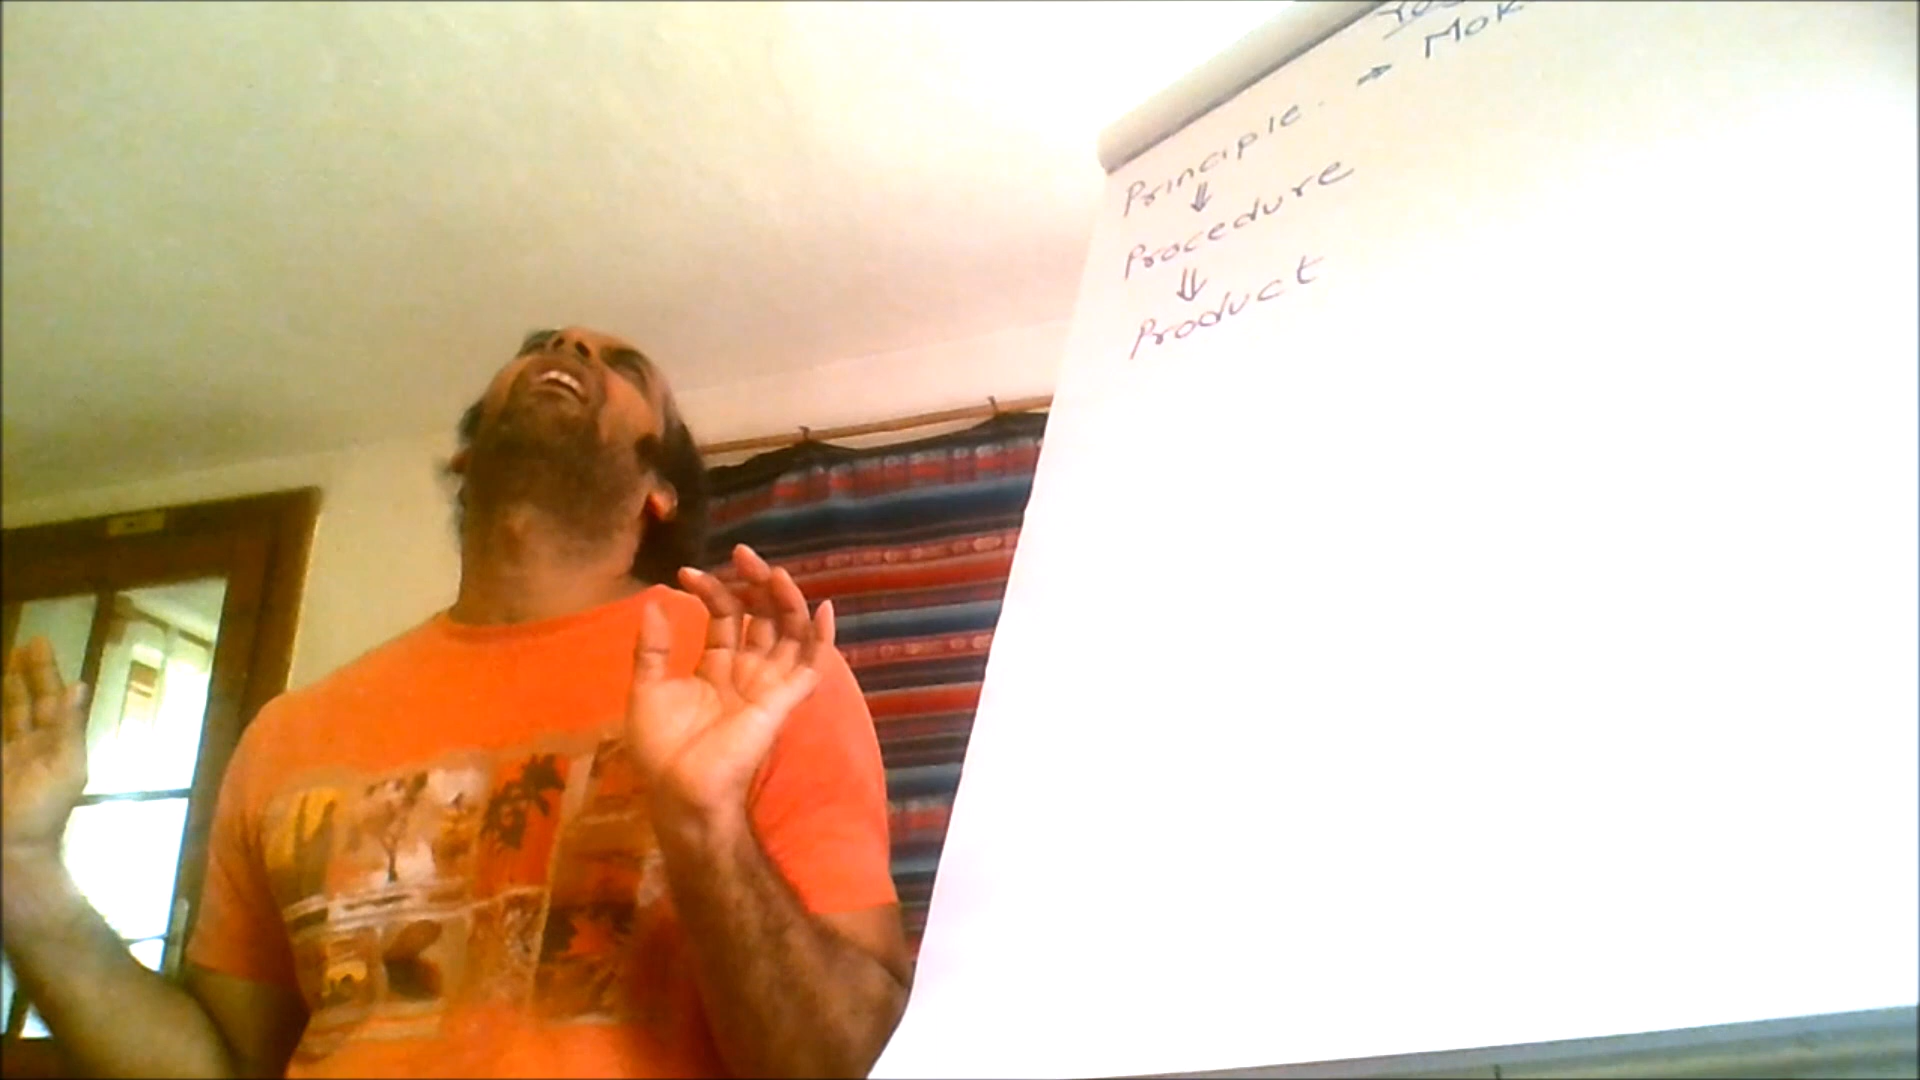 Principle. →
⇓
Procedure
⇓
Product